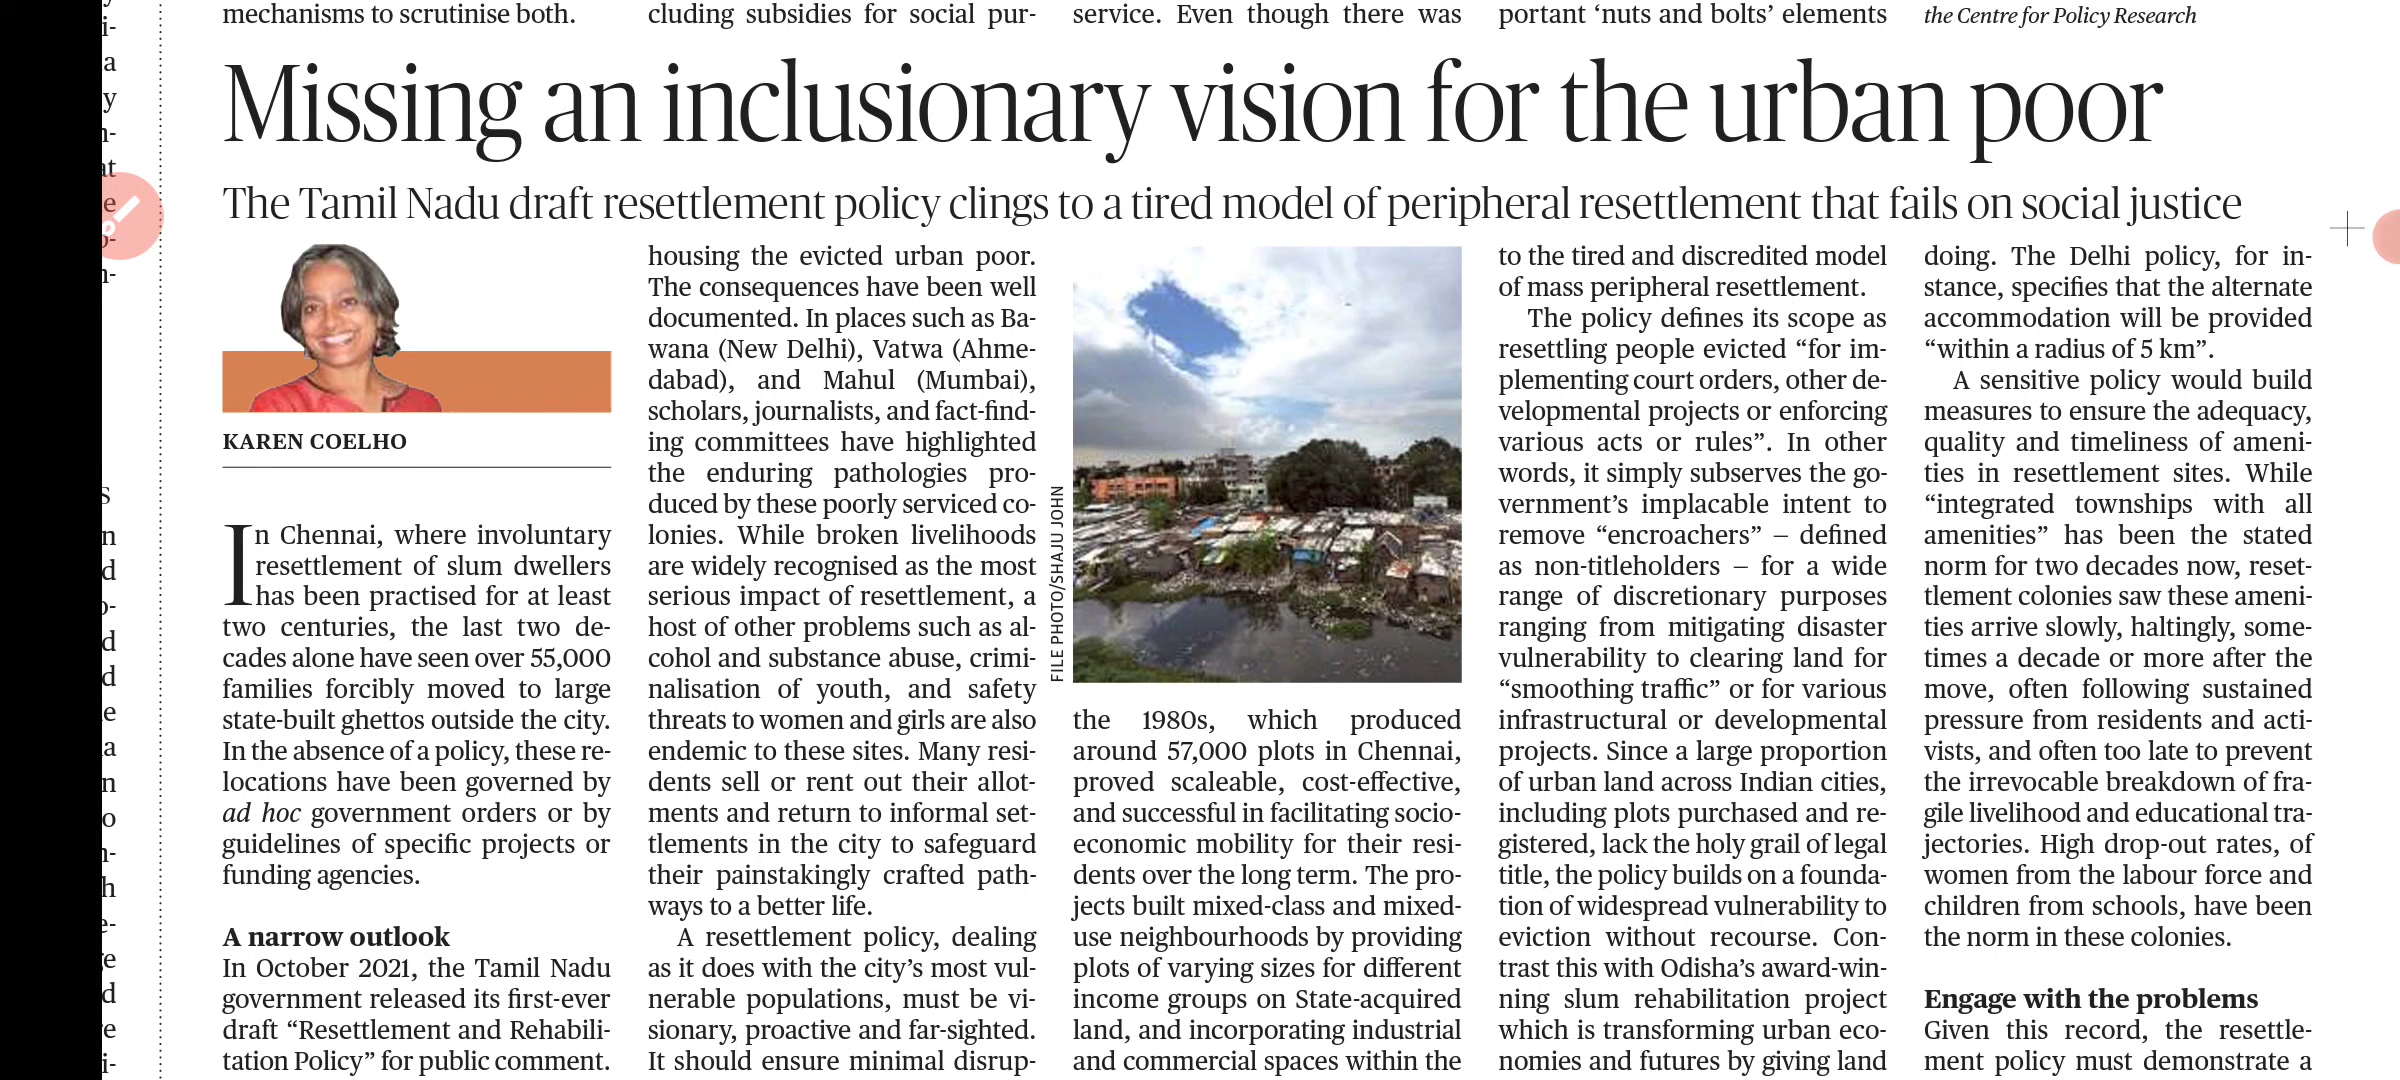 mechanisms to scrutinise both.
cluding subsidies for social pur-
service. Even though there was
portant ‘nuts and bolts’ elements
the Centre for Policy Research
Missing an inclusionary vision for the urban poor
The Tamil Nadu draft resettlement policy clings to a tired model of peripheral resettlement that fails on social justice
KAREN COELHO
In Chennai, where involuntary
resettlement of slum dwellers
has been practised for at least
two centuries, the last two de-
cades alone have seen over 55,000
families forcibly moved to large
state-built ghettos outside the city.
In the absence of a policy, these re-
locations have been governed by
ad hoc government orders or by
guidelines of specific projects or
funding agencies.
A narrow outlook
In October 2021, the Tamil Nadu
government released its first-ever
draft “Resettlement and Rehabili-
tation Policy” for public comment.
housing the evicted urban poor.
The consequences have been well
documented. In places such as Ba-
wana (New Delhi), Vatwa (Ahme-
dabad), and Mahul (Mumbai),
scholars, journalists, and fact-find-
ing committees have highlighted
the enduring pathologies pro-
duced by these poorly serviced co-
lonies. While broken livelihoods
are widely recognised as the most
serious impact of resettlement, a
host of other problems such as al-
cohol and substance abuse, crimi-
nalisation of youth, and safety
threats to women and girls are also
endemic to these sites. Many resi-
dents sell or rent out their allot-
ments and return to informal set-
tlements in the city to safeguard
their painstakingly crafted path-
ways to a better life.
A resettlement policy, dealing
as it does with the city’s most vul-
nerable populations, must be vi-
sionary, proactive and far-sighted.
It should ensure minimal disrup-
FILE PHOTO/SHAJU JOHN
the 1980s, which produced
around 57,000 plots in Chennai,
proved scaleable, cost-effective,
and successful in facilitating socio-
economic mobility for their resi-
dents over the long term. The pro-
jects built mixed-class and mixed-
use neighbourhoods by providing
plots of varying sizes for different
income groups on State-acquired
land, and incorporating industrial
and commercial spaces within the
to the tired and discredited model
of mass peripheral resettlement.
The policy defines its scope as
resettling people evicted “for im-
plementing court orders, other de-
velopmental projects or enforcing
various acts or rules”. In other
words, it simply subserves the go-
vernment’s implacable intent to
remove “encroachers” — defined
as non-titleholders — for a wide
range of discretionary purposes
ranging from mitigating disaster
vulnerability to clearing land for
“smoothing traffic” or for various
infrastructural or developmental
projects. Since a large proportion
of urban land across Indian cities,
including plots purchased and re-
gistered, lack the holy grail of legal
title, the policy builds on a founda-
tion of widespread vulnerability to
eviction without recourse. Con-
trast this with Odisha’s award-win-
ning slum rehabilitation project
which is transforming urban eco-
nomies and futures by giving land
doing. The Delhi policy, for in-
stance, specifies that the alternate
accommodation will be provided
“within a radius of 5 km”.
A sensitive policy would build
measures to ensure the adequacy,
quality and timeliness of ameni-
ties in resettlement sites. While
“integrated townships with all
amenities” has been the stated
norm for two decades now, reset-
tlement colonies saw these ameni-
ties arrive slowly, haltingly, some-
times a decade or more after the
move, often following sustained
pressure from residents and acti-
vists, and often too late to prevent
the irrevocable breakdown of fra-
gile livelihood and educational tra-
jectories. High drop-out rates, of
women from the labour force and
children from schools, have been
the norm in these colonies.
Engage with the problems
Given this record, the resettle-
ment policy must demonstrate a